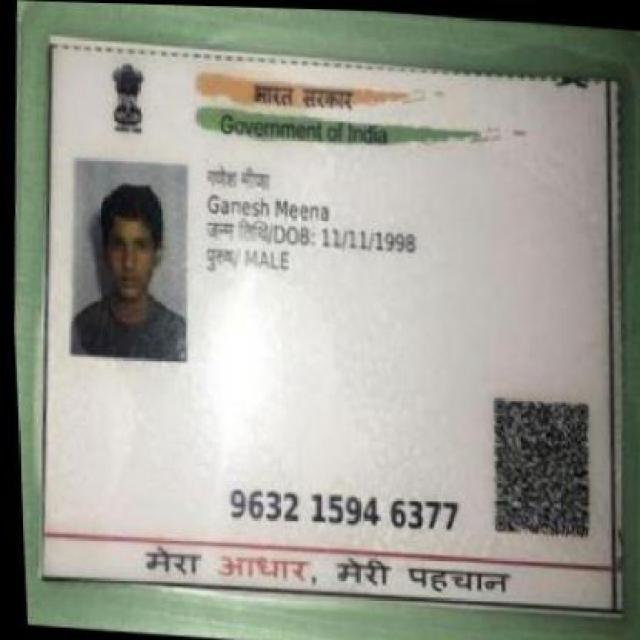 भारत सरकार
Government of India
गणेश मीणा
Ganesh Meena
जन्म तिथि/DOB: 11/11/1998
पुरुष/ MALE
9632 1594 6377
मेरा आधार, मेरी पहचान